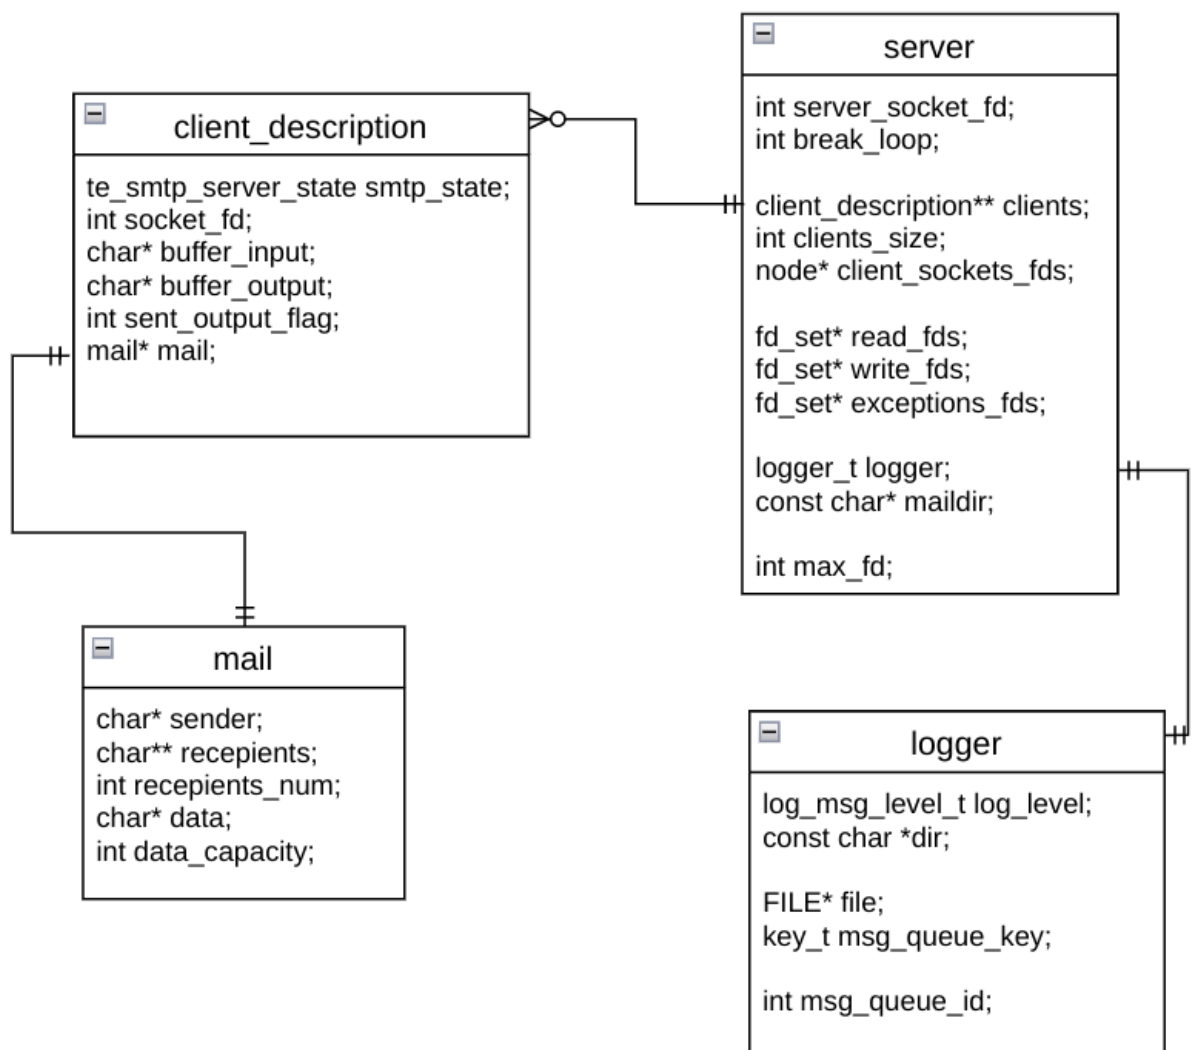 client_description
te_smtp_server_state smtp_state;
int socket_fd;
char* buffer_input;
char* buffer_output;
int sent_output_flag;
mail* mail;
server
int server_socket_fd;
int break_loop;
client_description** clients;
int clients_size;
node* client_sockets_fds;
fd_set* read_fds;
fd_set* write_fds;
fd_set* exceptions_fds;
logger_t logger;
const char* maildir;
int max_fd;
mail
char* sender;
char** recepients;
int recepients_num;
char* data;
int data_capacity;
logger
log_msg_level_t log_level;
const char *dir;
FILE* file;
key_t msg_queue_key;
int msg_queue_id;